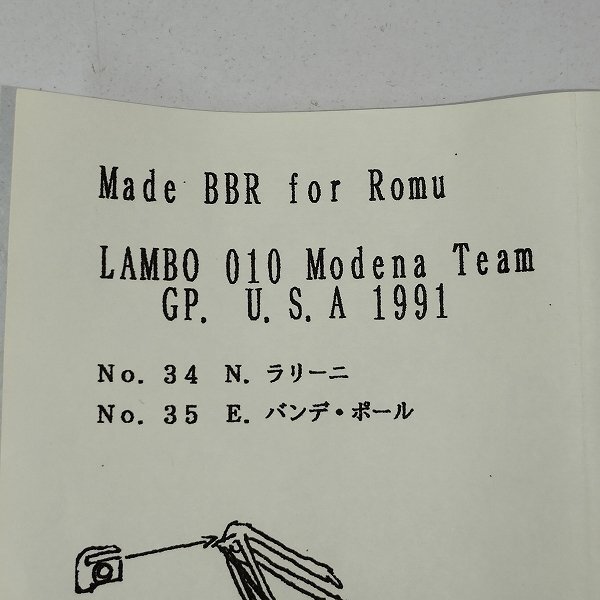 Made BBR for Romu
LAMBO 010 Modena Team
GP. U.S.A 1991
No. 34 N. ラリーニ
No. 35 E. バンデ・ポール